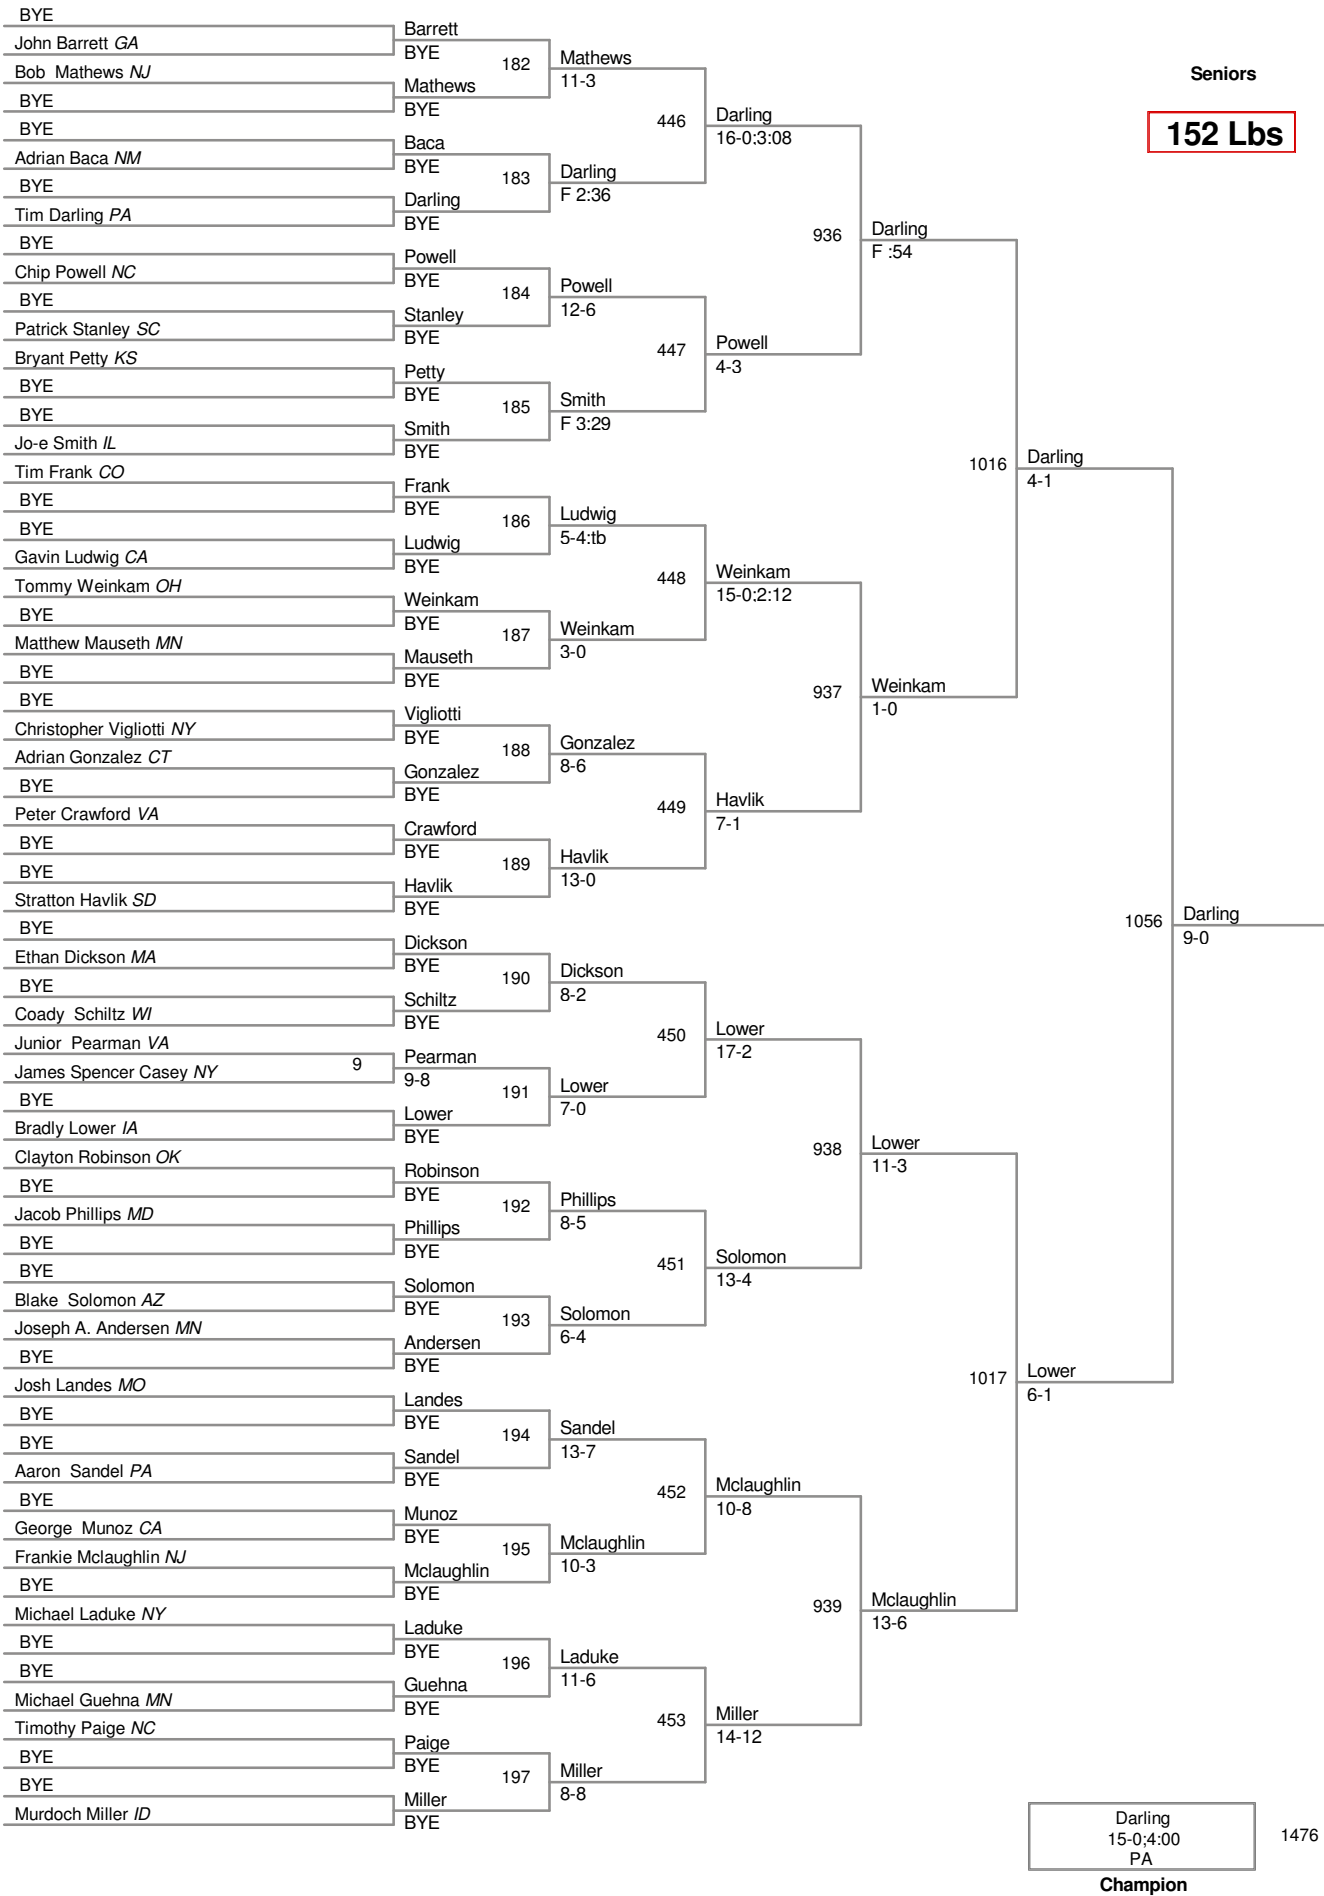 BYE
John Barrett GA
Bob Mathews NJ
BYE
BYE
Adrian Baca NM
BYE
Tim Darling PA
BYE
Chip Powell NC
BYE
Patrick Stanley SC
Bryant Petty KS
BYE
BYE
Jo-e Smith IL
Tim Frank CO
BYE
BYE
Gavin Ludwig CA
Tommy Weinkam OH
BYE
Matthew Mauseth MN
BYE
BYE
Christopher Vigliotti NY
Adrian Gonzalez CT
BYE
Peter Crawford VA
BYE
BYE
Stratton Havlik SD
BYE
Ethan Dickson MA
BYE
Coady Schiltz WI
Junior Pearman VA
James Spencer Casey NY
BYE
Bradly Lower IA
Clayton Robinson OK
BYE
Jacob Phillips MD
BYE
BYE
Blake Solomon AZ
Joseph A. Andersen MN
BYE
Josh Landes MO
BYE
BYE
Aaron Sandel PA
BYE
George Munoz CA
Frankie Mclaughlin NJ
BYE
Michael Laduke NY
BYE
BYE
Michael Guehna MN
Timothy Paige NC
BYE
BYE
Murdoch Miller ID
9
Barrett
BYE
Mathews
BYE
Baca
BYE
Darling
BYE
Powell
BYE
Stanley
BYE
Petty
BYE
Smith
BYE
Frank
BYE
Ludwig
BYE
Weinkam
BYE
Mauseth
BYE
Vigliotti
BYE
Gonzalez
BYE
Crawford
BYE
Havlik
BYE
Dickson
BYE
Schiltz
BYE
Pearman
9-8
Lower
BYE
Robinson
BYE
Phillips
BYE
Solomon
BYE
Andersen
BYE
Landes
BYE
Sandel
BYE
Munoz
BYE
Mclaughlin
BYE
Laduke
BYE
Guehna
BYE
Paige
BYE
Miller
BYE
182
183
184
185
186
187
188
189
190
191
192
193
194
195
196
197
Mathews
11-3
Darling
F 2:36
Powell
12-6
Smith
F 3:29
Ludwig
5-4:tb
Weinkam
3-0
Gonzalez
8-6
Havlik
13-0
Dickson
8-2
Lower
7-0
Phillips
8-5
Solomon
6-4
Sandel
13-7
Mclaughlin
10-3
Laduke
11-6
Miller
8-8
446
447
448
449
450
451
452
453
Darling
16-0;3:08
Powell
4-3
Weinkam
15-0;2:12
Havlik
7-1
Lower
17-2
Solomon
13-4
Mclaughlin
10-8
Miller
14-12
936
937
938
939
Darling
F :54
Weinkam
1-0
Lower
11-3
Mclaughlin
13-6
1016
1017
Darling
4-1
Lower
6-1
1056
Darling
9-0
Seniors
152 Lbs
Darling
15-0;4:00
PA
1476
Champion